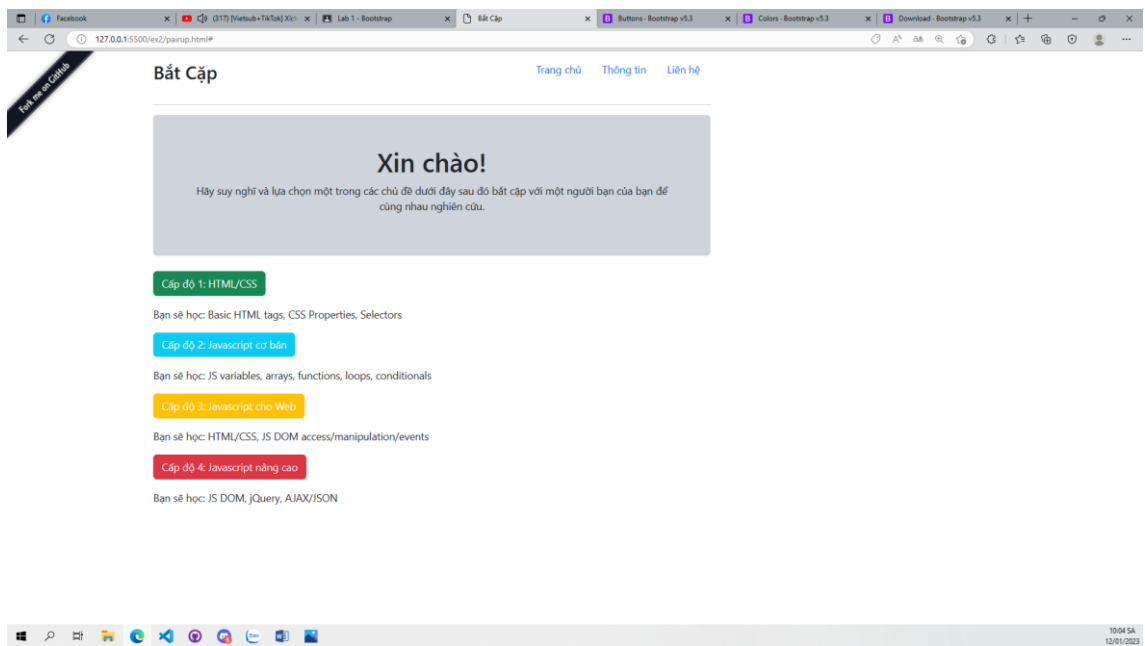 Facebook
(317) [Vietsub+TikTok] Xích
Lab 1 - Bootstrap
Bắt Cặp
Buttons · Bootstrap v5.3
Colors · Bootstrap v5.3
Download · Bootstrap v5.3
127.0.0.1:5500/ex2/pairup.html#
Fork me on GitHub
Bắt Cặp
Trang chủ Thông tin Liên hệ
Xin chào!
Hãy suy nghĩ và lựa chọn một trong các chủ đề dưới đây sau đó bắt cặp với một người bạn của bạn để
cùng nhau nghiên cứu.
Cấp độ 1: HTML/CSS
Bạn sẽ học: Basic HTML tags, CSS Properties, Selectors
Cấp độ 2: Javascript cơ bản
Bạn sẽ học: JS variables, arrays, functions, loops, conditionals
Cấp độ 3: Javascript cho Web
Bạn sẽ học: HTML/CSS, JS DOM access/manipulation/events
Cấp độ 4: Javascript nâng cao
Bạn sẽ học: JS DOM, jQuery, AJAX/JSON
10:04 SA
12/01/2023